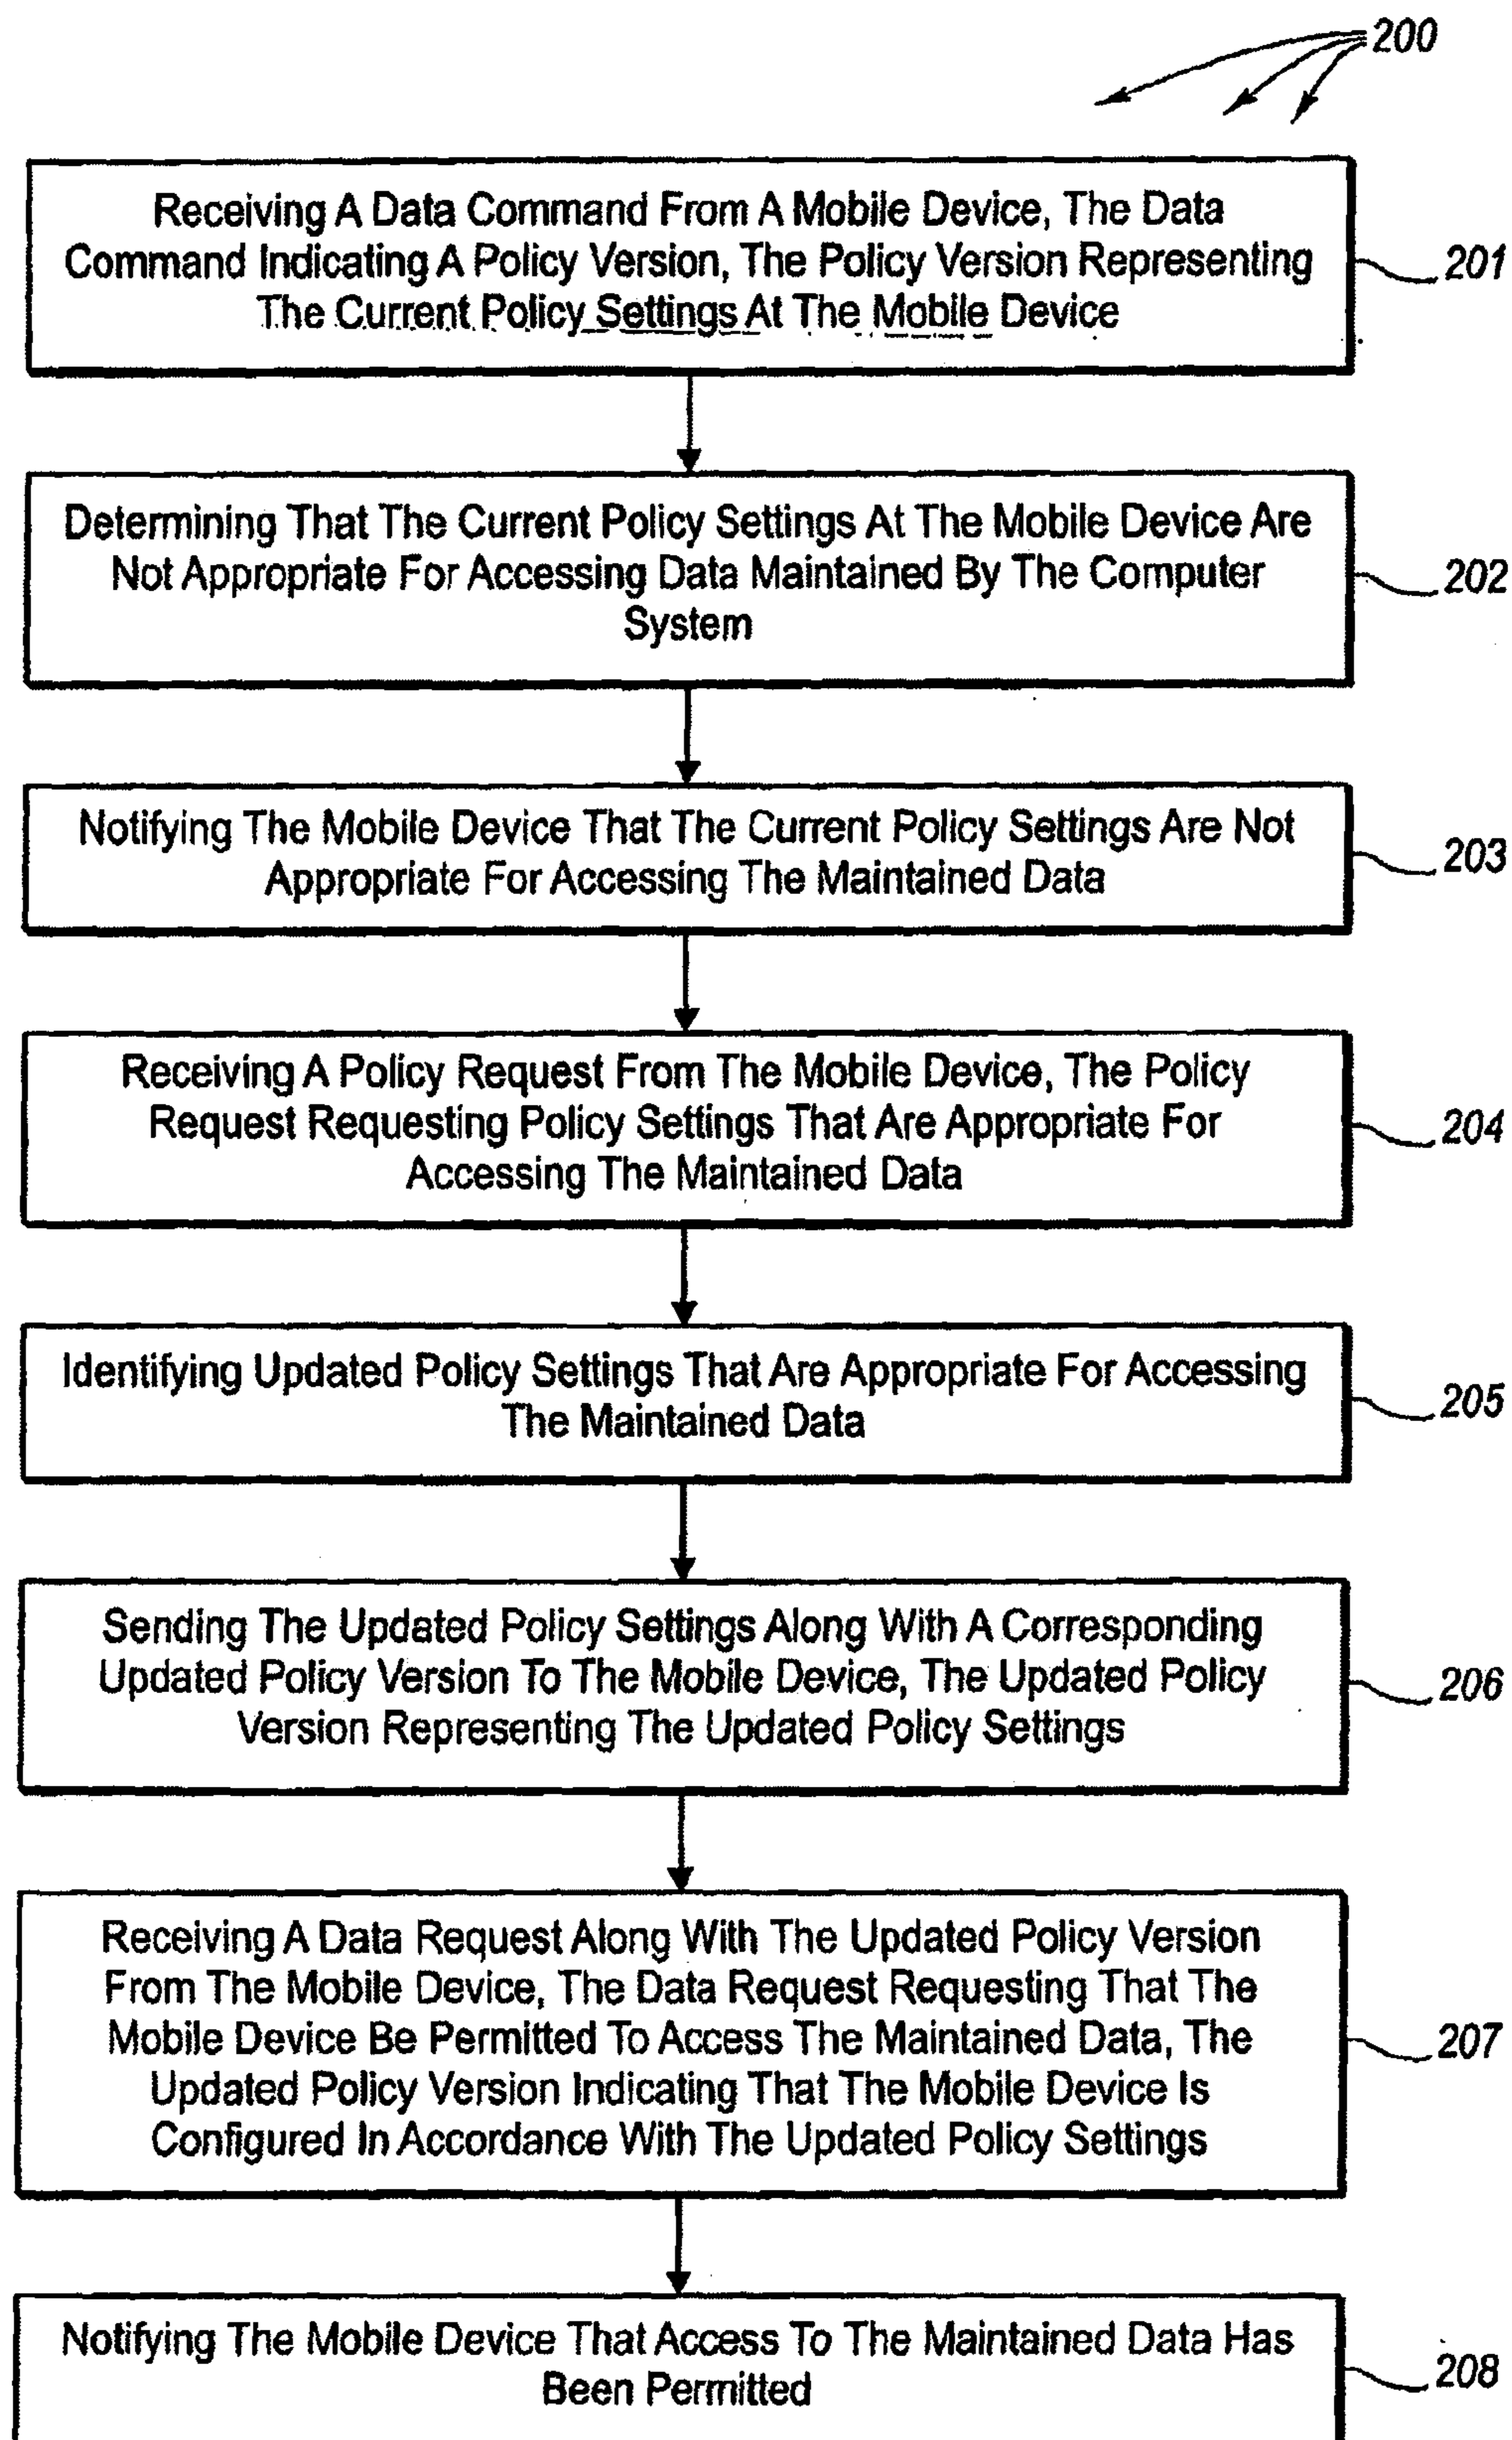 200
Receiving A Data Command From A Mobile Device, The Data
Command Indicating A Policy Version, The Policy Version Representing
The Current Policy Settings At The Mobile Device
201
Determining That The Current Policy Settings At The Mobile Device Are
Not Appropriate For Accessing Data Maintained By The Computer
System
202
Notifying The Mobile Device That The Current Policy Settings Are Not
Appropriate For Accessing The Maintained Data
203
Receiving A Policy Request From The Mobile Device, The Policy
Request Requesting Policy Settings That Are Appropriate For
Accessing The Maintained Data
204
Identifying Updated Policy Settings That Are Appropriate For Accessing
The Maintained Data
205
Sending The Updated Policy Settings Along With A Corresponding
Updated Policy Version To The Mobile Device, The Updated Policy
Version Representing The Updated Policy Settings
206
Receiving A Data Request Along With The Updated Policy Version
From The Mobile Device, The Data Request Requesting That The
Mobile Device Be Permitted To Access The Maintained Data, The
Updated Policy Version Indicating That The Mobile Device Is
Configured In Accordance With The Updated Policy Settings
207
Notifying The Mobile Device That Access To The Maintained Data Has
Been Permitted
208